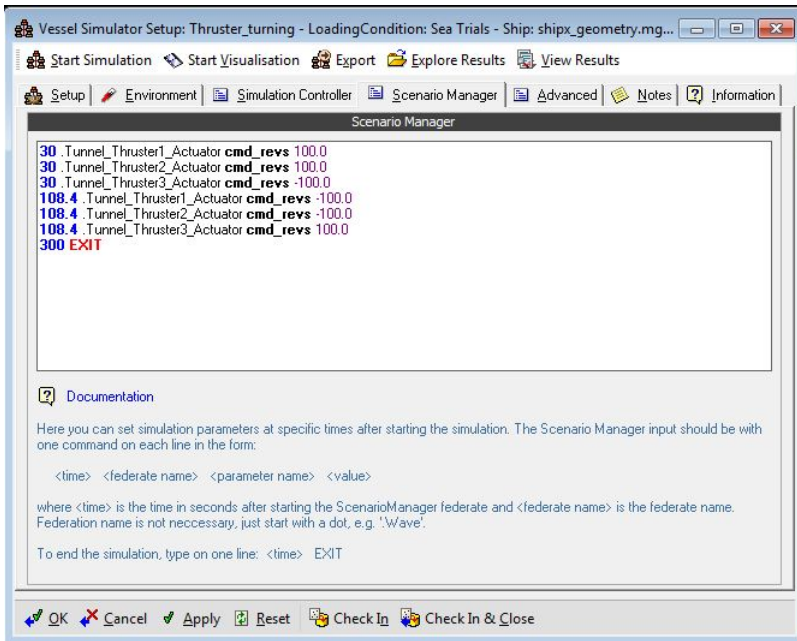 Vessel Simulator Setup: Thruster_turning - LoadingCondition: Sea Trials - Ship: shipx_geometry.mg...
Start Simulation Start Visualisation Export Explore Results View Results
Setup Environment Simulation Controller Scenario Manager Advanced Notes Information
Scenario Manager
30 .Tunnel_Thruster1_Actuator cmd_revs 100.0
30 .Tunnel_Thruster2_Actuator cmd_revs 100.0
30 .Tunnel_Thruster3_Actuator cmd_revs -100.0
108.4 .Tunnel_Thruster1_Actuator cmd_revs -100.0
108.4 .Tunnel_Thruster2_Actuator cmd_revs -100.0
108.4 .Tunnel_Thruster3_Actuator cmd_revs 100.0
300 EXIT
Documentation
Here you can set simulation parameters at specific times after starting the simulation. The Scenario Manager input should be with
one command on each line in the form:
<time> <federate name> <parameter name> <value>
where <time> is the time in seconds after starting the ScenarioManager federate and <federate name> is the federate name.
Federation name is not neccessary, just start with a dot, e.g. '.Wave'.
To end the simulation, type on one line: <time> EXIT
OK Cancel Apply Reset Check In Check In & Close